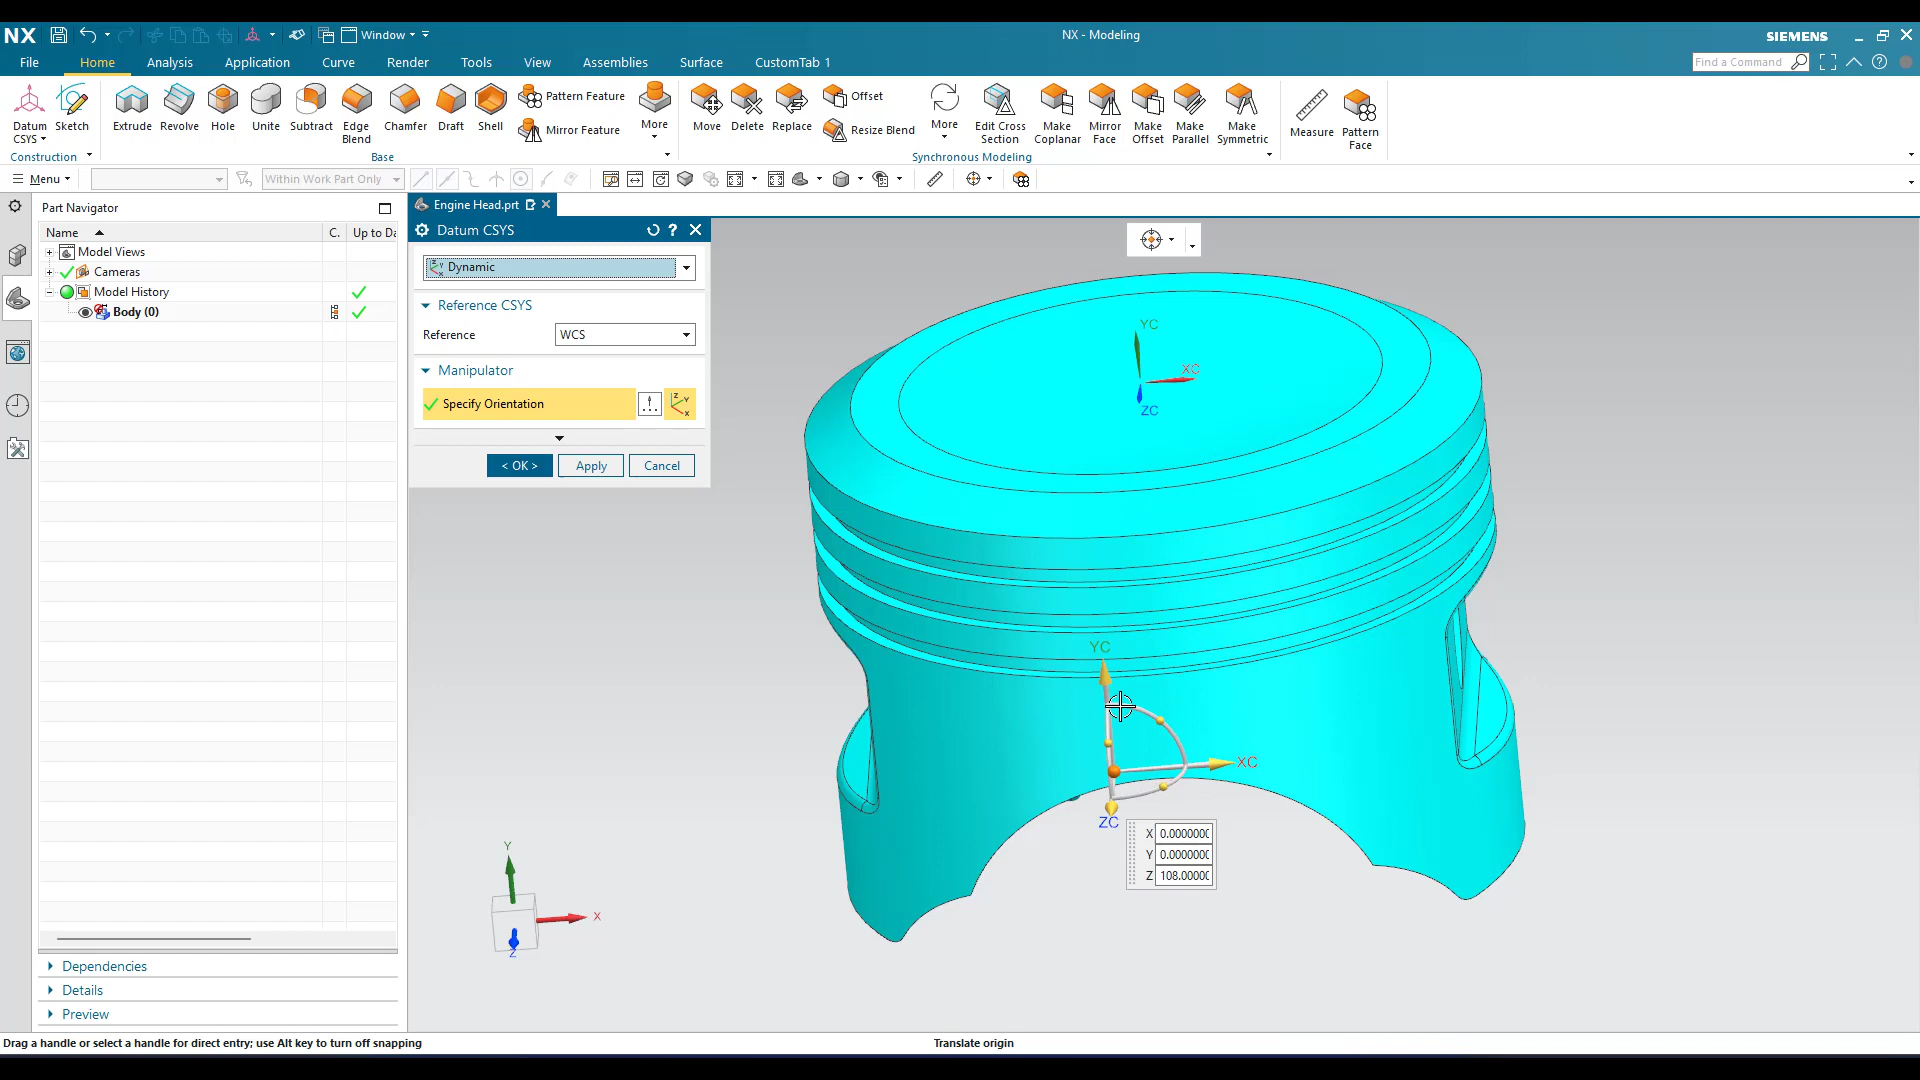 NX
Window
NX - Modeling
SIEMENS
File Home Analysis Application Curve Render Tools View Assemblies Surface CustomTab 1
Find a Command
Datum CSYS
Sketch
Extrude
Revolve
Hole
Unite
Subtract
Edge Blend
Chamfer
Draft
Shell
Pattern Feature
Mirror Feature
More
Move
Delete
Replace
Offset
Resize Blend
More
Edit Cross Section
Make Coplanar
Mirror Face
Make Offset
Make Parallel
Make Symmetric
Measure
Pattern Face
Construction
Base
Synchronous Modeling
Menu
Within Work Part Only
Part Navigator
Name C. Up to Da
Model Views
Cameras
Model History
Body (0)
Dependencies
Details
Preview
Engine Head.prt
Datum CSYS
Dynamic
Reference CSYS
Reference WCS
Manipulator
Specify Orientation
< OK > Apply Cancel
YC
XC
ZC
YC
XC
ZC
X 0.0000000
Y 0.0000000
Z 108.00000
Y
X
Z
Drag a handle or select a handle for direct entry; use Alt key to turn off snapping
Translate origin